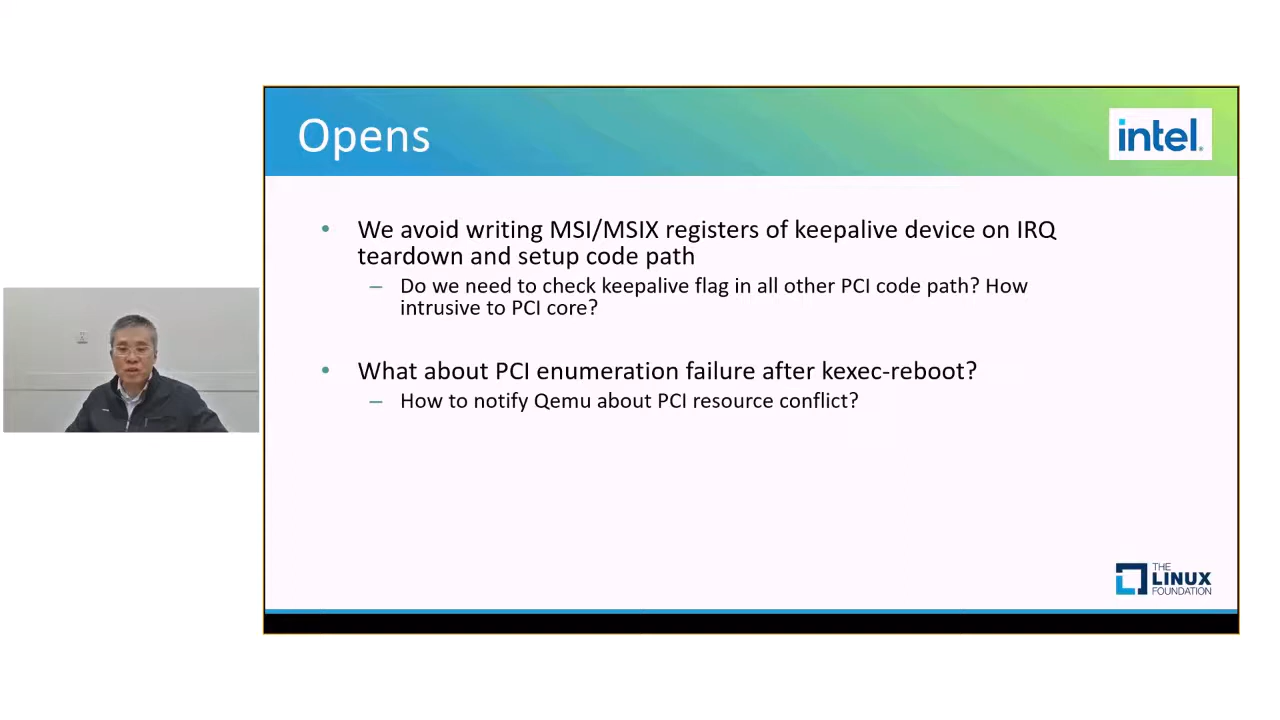 Opens
intel
• We avoid writing MSI/MSIX registers of keepalive device on IRQ
teardown and setup code path
– Do we need to check keepalive flag in all other PCI code path? How
intrusive to PCI core?
• What about PCI enumeration failure after kexec-reboot?
– How to notify Qemu about PCI resource conflict?
THE
LINUX
FOUNDATION